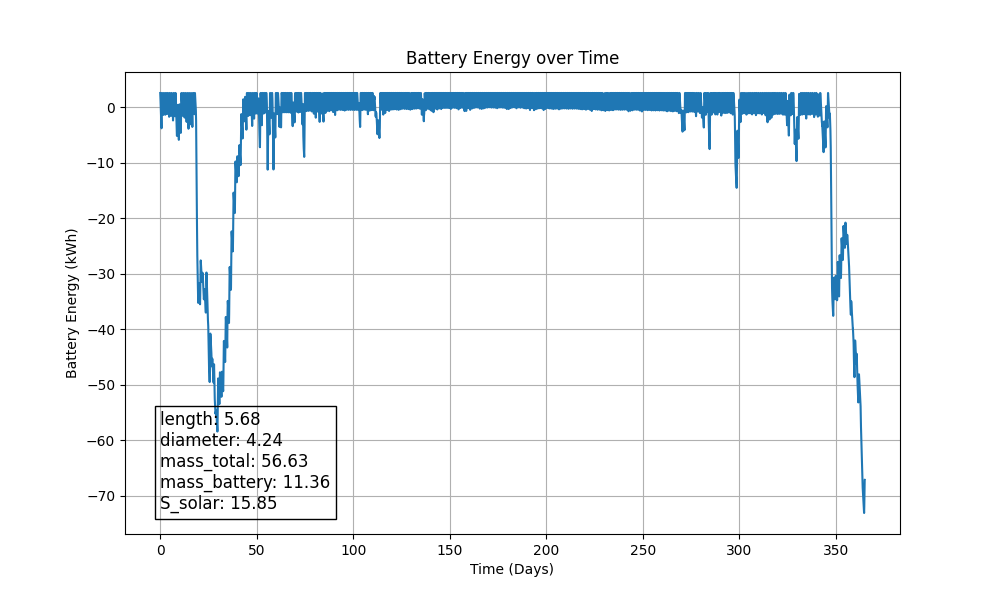 Battery Energy over Time
Battery Energy (kWh)
0
−10
−20
−30
−40
−50
−60
−70
length: 5.68
diameter: 4.24
mass_total: 56.63
mass_battery: 11.36
S_solar: 15.85
0 50 100 150 200 250 300 350
Time (Days)